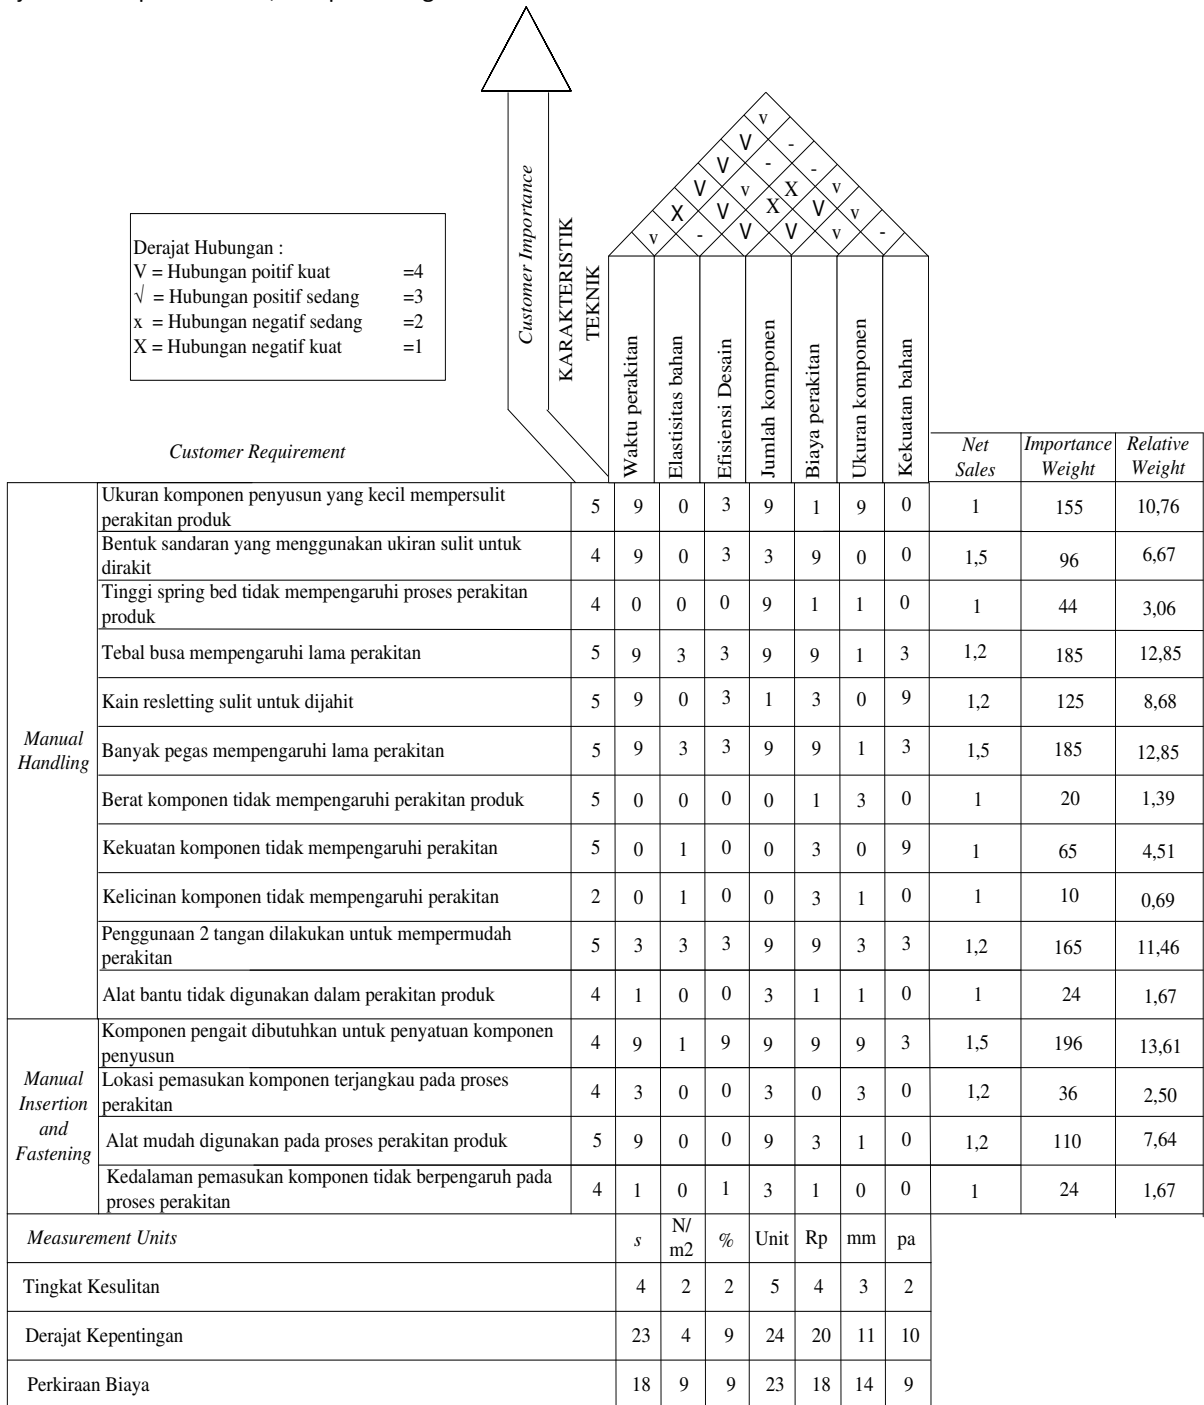 v
V -
V - -
V v X v
X V X V v
v - V V v -
Customer Importance
KARAKTERISTIK
TEKNIK
Derajat Hubungan :
V = Hubungan poitif kuat =4
√ = Hubungan positif sedang =3
x = Hubungan negatif sedang =2
X = Hubungan negatif kuat =1
Waktu perakitan
Elastisitas bahan
Efisiensi Desain
Jumlah komponen
Biaya perakitan
Ukuran komponen
Kekuatan bahan
Customer Requirement
Net
Sales
Importance
Weight
Relative
Weight
Manual
Handling
Ukuran komponen penyusun yang kecil mempersulit
perakitan produk
5 9 0 3 9 1 9 0 1 155 10,76
Bentuk sandaran yang menggunakan ukiran sulit untuk
dirakit
4 9 0 3 3 9 0 0 1,5 96 6,67
Tinggi spring bed tidak mempengaruhi proses perakitan
produk
4 0 0 0 9 1 1 0 1 44 3,06
Tebal busa mempengaruhi lama perakitan 5 9 3 3 9 9 1 3 1,2 185 12,85
Kain resletting sulit untuk dijahit 5 9 0 3 1 3 0 9 1,2 125 8,68
Banyak pegas mempengaruhi lama perakitan 5 9 3 3 9 9 1 3 1,5 185 12,85
Berat komponen tidak mempengaruhi perakitan produk 5 0 0 0 0 1 3 0 1 20 1,39
Kekuatan komponen tidak mempengaruhi perakitan 5 0 1 0 0 3 0 9 1 65 4,51
Kelicinan komponen tidak mempengaruhi perakitan 2 0 1 0 0 3 1 0 1 10 0,69
Penggunaan 2 tangan dilakukan untuk mempermudah
perakitan
5 3 3 3 9 9 3 3 1,2 165 11,46
Alat bantu tidak digunakan dalam perakitan produk 4 1 0 0 3 1 1 0 1 24 1,67
Manual
Insertion
and
Fastening
Komponen pengait dibutuhkan untuk penyatuan komponen
penyusun
4 9 1 9 9 9 9 3 1,5 196 13,61
Lokasi pemasukan komponen terjangkau pada proses
perakitan
4 3 0 0 3 0 3 0 1,2 36 2,50
Alat mudah digunakan pada proses perakitan produk 5 9 0 0 9 3 1 0 1,2 110 7,64
Kedalaman pemasukan komponen tidak berpengaruh pada
proses perakitan
4 1 0 1 3 1 0 0 1 24 1,67
Measurement Units s N/m2 % Unit Rp mm pa
Tingkat Kesulitan 4 2 2 5 4 3 2
Derajat Kepentingan 23 4 9 24 20 11 10
Perkiraan Biaya 18 9 9 23 18 14 9